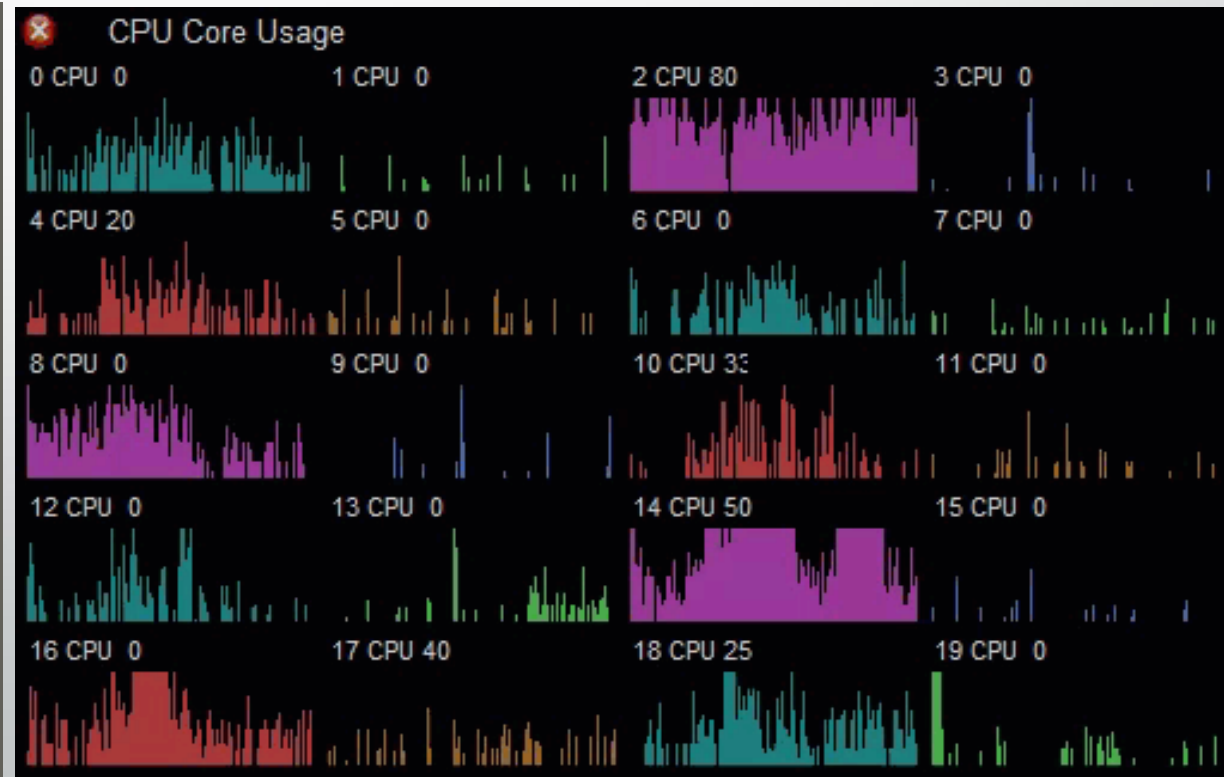 CPU Core Usage
0 CPU 0 1 CPU 0 2 CPU 80 3 CPU 0
4 CPU 20 5 CPU 0 6 CPU 0 7 CPU 0
8 CPU 0 9 CPU 0 10 CPU 33 11 CPU 0
12 CPU 0 13 CPU 0 14 CPU 50 15 CPU 0
16 CPU 0 17 CPU 40 18 CPU 25 19 CPU 0